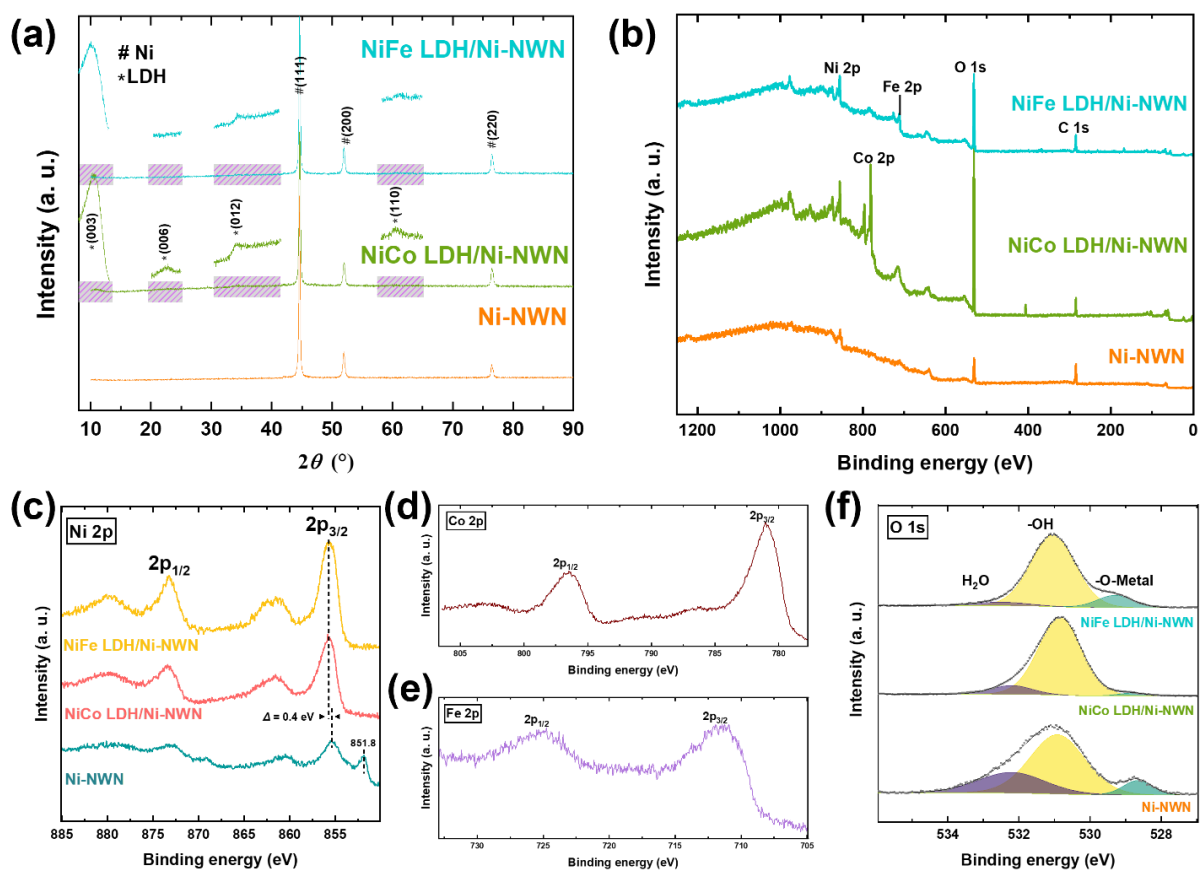 (a)
# Ni
*LDH
NiFe LDH/Ni-NWN
#(111)
#(200)
#(220)
*(003)
*(006)
*(012)
*(110)
NiCo LDH/Ni-NWN
Ni-NWN
Intensity (a. u.)
10 20 30 40 50 60 70 80 90
2θ (°)
(b)
Ni 2p
Fe 2p
O 1s
C 1s
NiFe LDH/Ni-NWN
Co 2p
NiCo LDH/Ni-NWN
Ni-NWN
Intensity (a. u.)
1200 1000 800 600 400 200 0
Binding energy (eV)
(c)
Ni 2p
2p3/2
2p1/2
NiFe LDH/Ni-NWN
NiCo LDH/Ni-NWN
Δ = 0.4 eV
851.8
Ni-NWN
Intensity (a. u.)
885 875 865 855
Binding energy (eV)
(d)
Co 2p
2p3/2
2p1/2
Intensity (a. u.)
805 800 795 790 785 780
Binding energy (eV)
(e)
Fe 2p
2p1/2
2p3/2
Intensity (a. u.)
730 725 720 715 710 705
Binding energy (eV)
(f)
O 1s
-OH
H2O
-O-Metal
NiFe LDH/Ni-NWN
NiCo LDH/Ni-NWN
Ni-NWN
Intensity (a. u.)
534 532 530 528
Binding energy (eV)